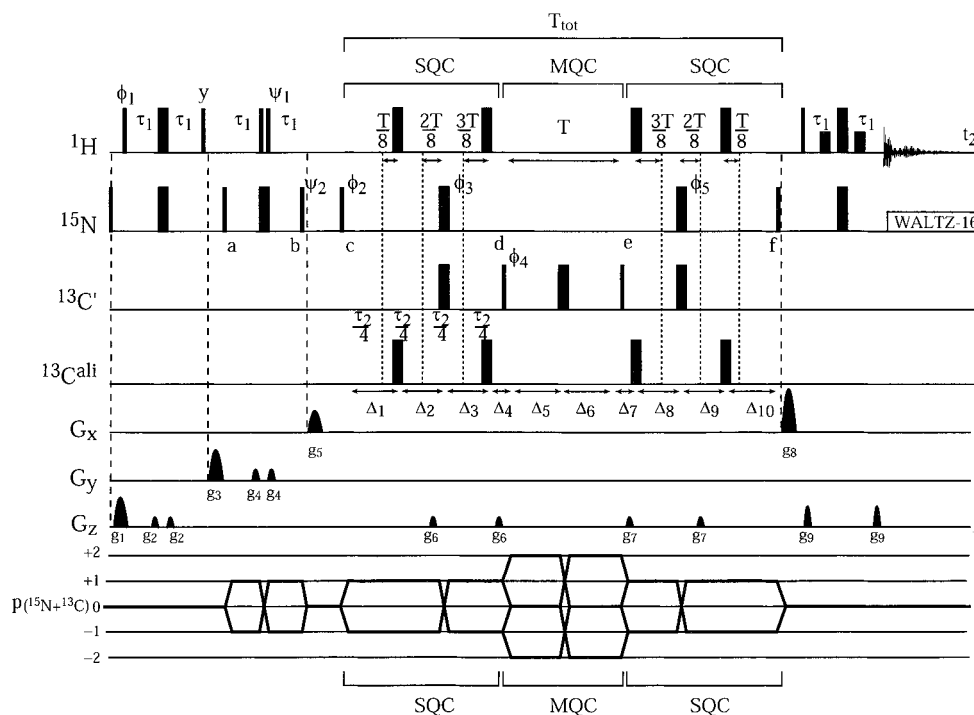 T_tot
SQC MQC SQC
ϕ1 τ1 τ1 y τ1 ψ1 τ1 T/8 2T/8 3T/8 T 3T/8 2T/8 T/8 τ1 τ1 t2
¹H
ψ2 ϕ2 ϕ3 ϕ5
¹⁵N WALTZ-16
a b c d e f
ϕ4
¹³C'
τ2/4 τ2/4 τ2/4 τ2/4
¹³Cᵃˡⁱ
Δ1 Δ2 Δ3 Δ4 Δ5 Δ6 Δ7 Δ8 Δ9 Δ10
Gx
g5 g8
Gy
g3 g4 g4
Gz
g1 g2 g2 g6 g6 g7 g7 g9 g9
+2
+1
p(¹⁵N+¹³C) 0
−1
−2
SQC MQC SQC